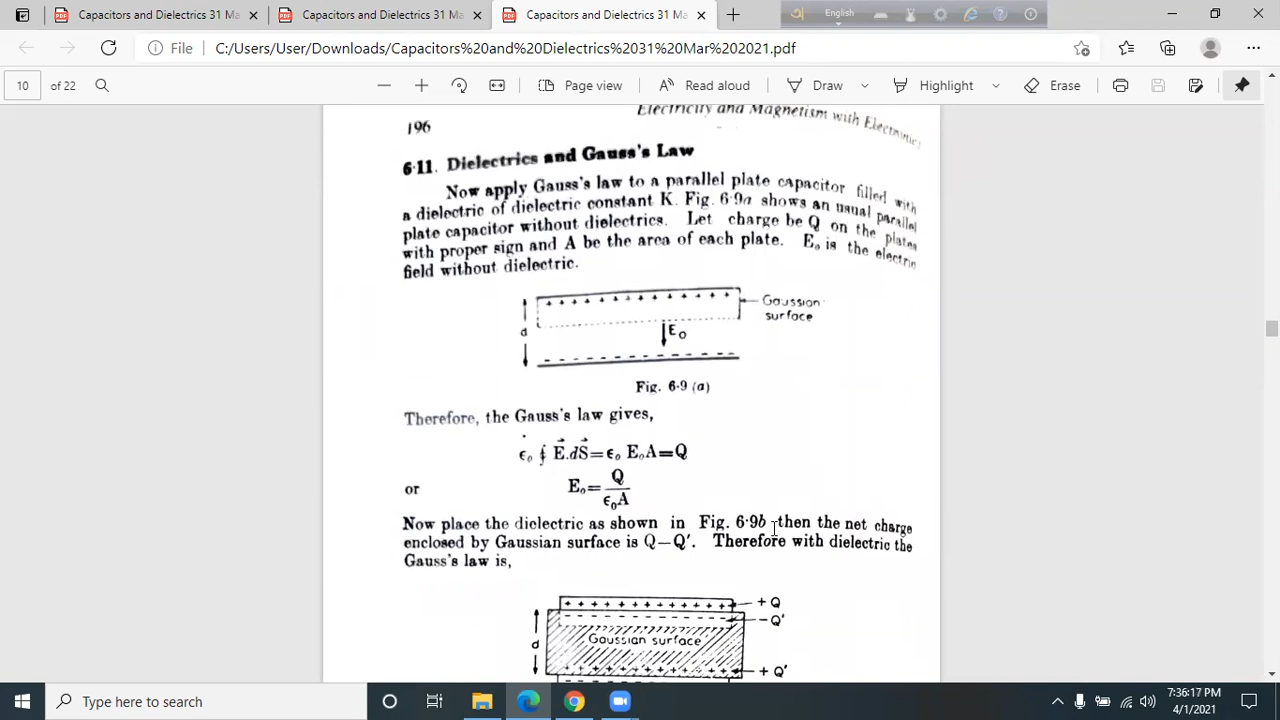 Capacitors and Dielectrics 31 Ma
Capacitors and Dielectrics 31 Ma
Capacitors and Dielectrics 31 Ma
English
File
C:/Users/User/Downloads/Capacitors%20and%20Dielectrics%2031%20Mar%202021.pdf
10 of 22
Page view
Read aloud
Draw
Highlight
Erase
196
Electricity and Magnetism with Electronic
6·11. Dielectrics and Gauss's Law
Now apply Gauss's law to a parallel plate capacitor filled with
a dielectric of dielectric constant K. Fig. 6·9a shows an usual parallel
plate capacitor without dielectrics. Let charge be Q on the plates
with proper sign and A be the area of each plate. E₀ is the electric
field without dielectric.
+ + + + + + + + + + + + + +
Gaussian
surface
d
E₀
Fig. 6·9 (a)
Therefore, the Gauss's law gives,
ϵ₀ ∮ E⃗.dS⃗=ϵ₀ E₀A=Q
or E₀= Q/ϵ₀A
Now place the dielectric as shown in Fig. 6·9b then the net charge
enclosed by Gaussian surface is Q—Q'. Therefore with dielectric the
Gauss's law is,
+ Q
– Q'
d
Gaussian surface
+ Q'
Type here to search
7:36:17 PM
4/1/2021